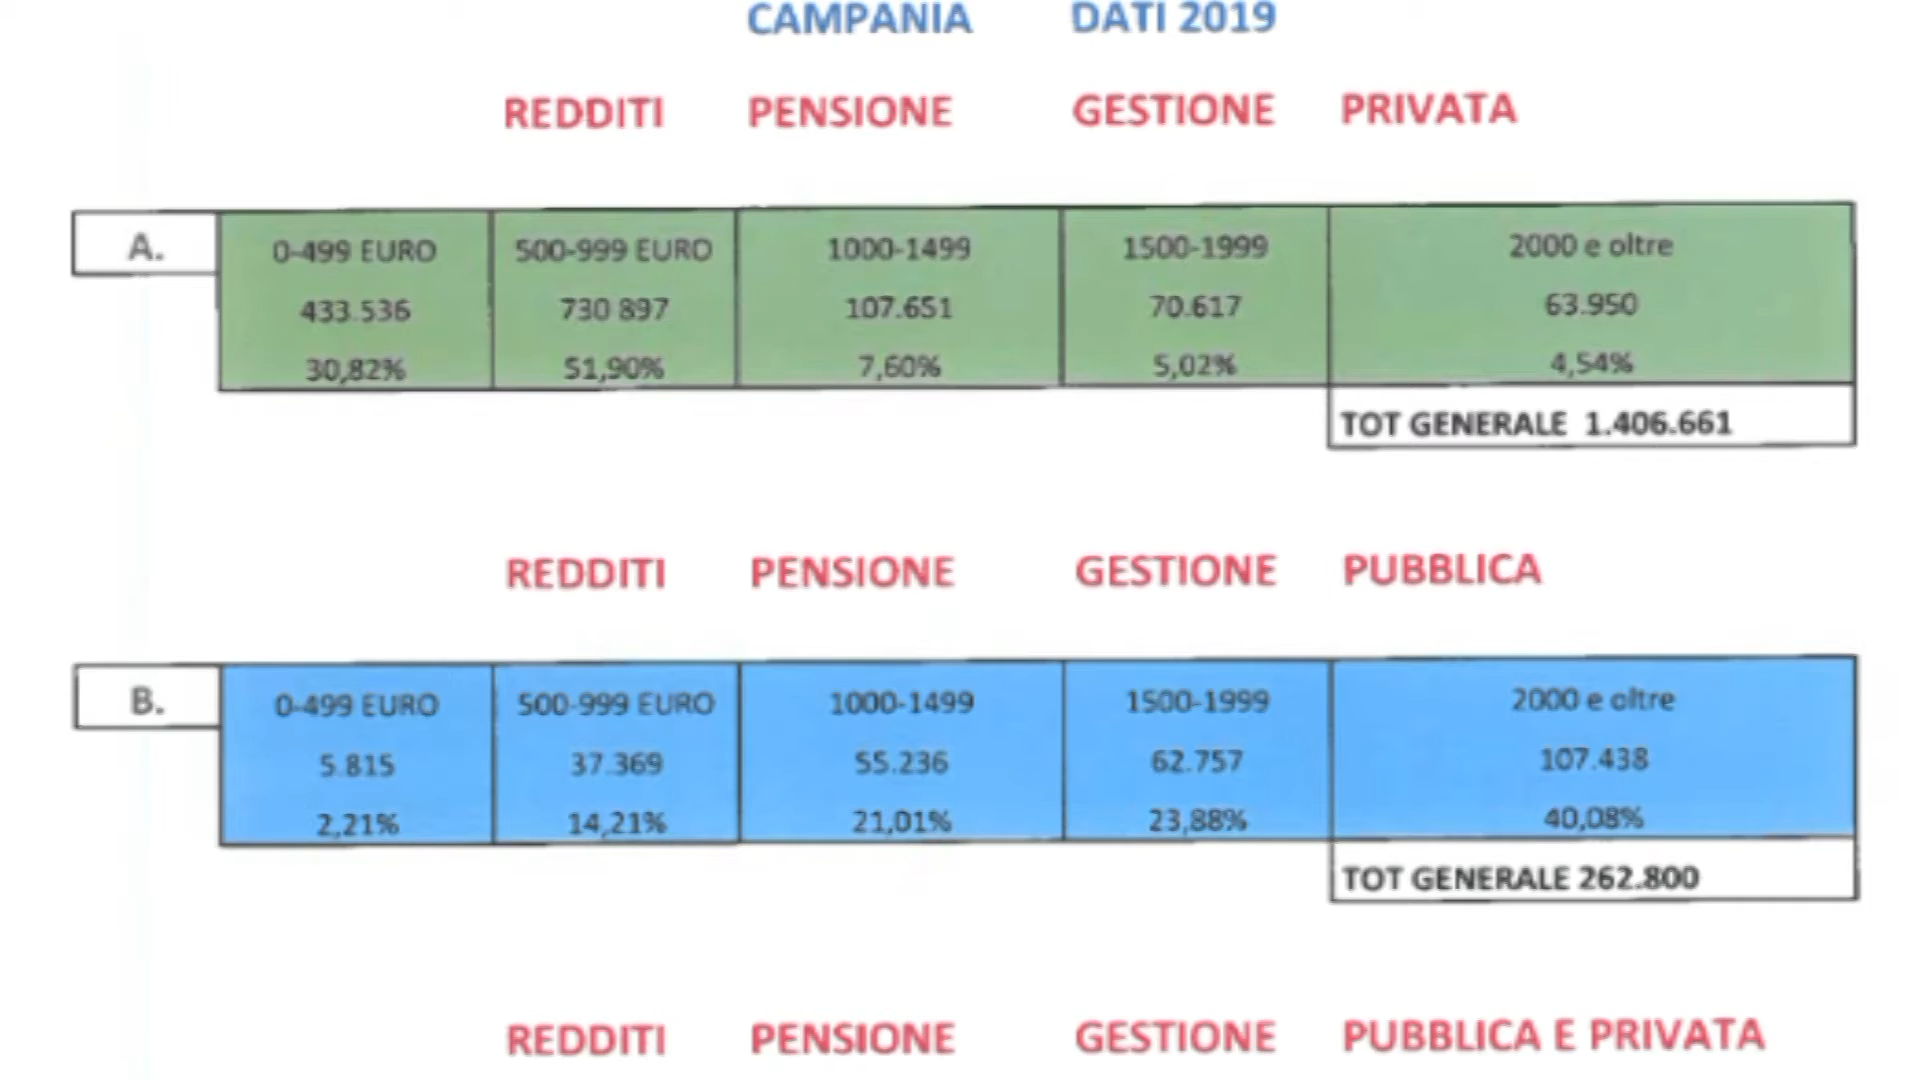 CAMPANIA DATI 2019
REDDITI PENSIONE GESTIONE PRIVATA
A. 0-499 EURO 500-999 EURO 1000-1499 1500-1999 2000 e oltre
433.536 730 897 107.651 70.617 63.950
30,82% 51,90% 7,60% 5,02% 4,54%
TOT GENERALE 1.406.661
REDDITI PENSIONE GESTIONE PUBBLICA
B. 0-499 EURO 500-999 EURO 1000-1499 1500-1999 2000 e oltre
5.815 37.369 55.236 62.757 107.438
2,21% 14,21% 21,01% 23,88% 40,08%
TOT GENERALE 262.800
REDDITI PENSIONE GESTIONE PUBBLICA E PRIVATA